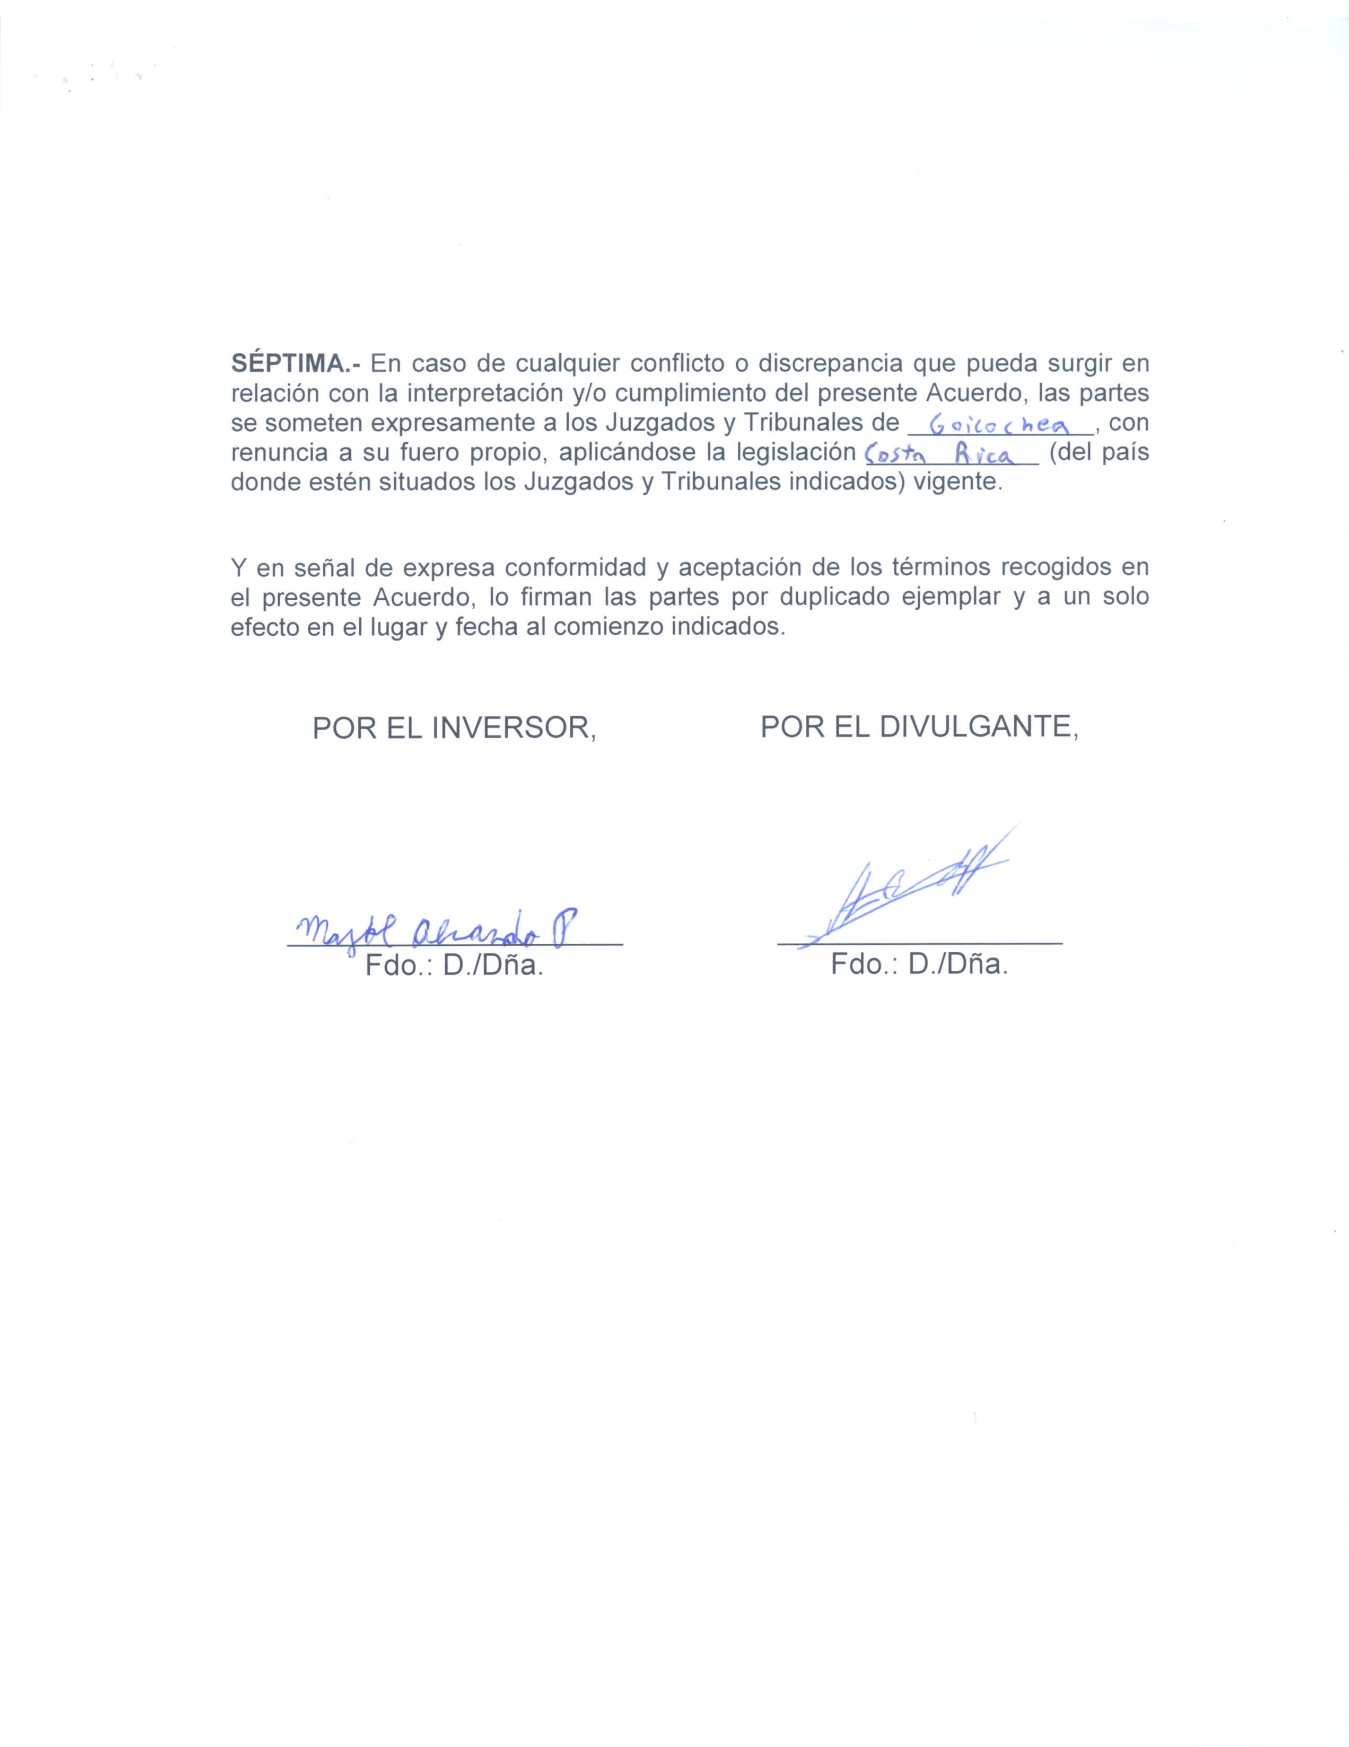 SÉPTIMA.- En caso de cualquier conflicto o discrepancia que pueda surgir en
relación con la interpretación y/o cumplimiento del presente Acuerdo, las partes
se someten expresamente a los Juzgados y Tribunales de Goicochea, con
renuncia a su fuero propio, aplicándose la legislación Costa Rica (del país
donde estén situados los Juzgados y Tribunales indicados) vigente.
Y en señal de expresa conformidad y aceptación de los términos recogidos en
el presente Acuerdo, lo firman las partes por duplicado ejemplar y a un solo
efecto en el lugar y fecha al comienzo indicados.
POR EL INVERSOR, POR EL DIVULGANTE,
Fdo.: D./Dña. Fdo.: D./Dña.